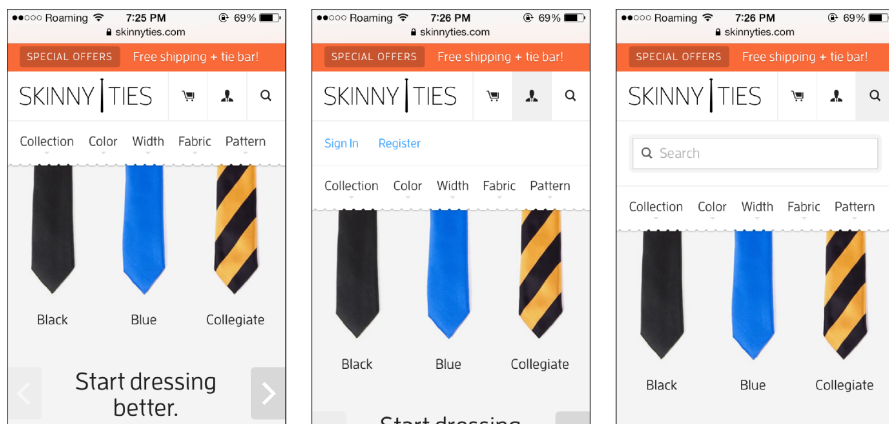 Roaming 7:25 PM 69%
skinnyties.com
SPECIAL OFFERS Free shipping + tie bar!
SKINNY TIES
Collection Color Width Fabric Pattern
Black Blue Collegiate
Start dressing
better.
Roaming 7:26 PM 69%
skinnyties.com
SPECIAL OFFERS Free shipping + tie bar!
SKINNY TIES
Sign In Register
Collection Color Width Fabric Pattern
Black Blue Collegiate
Start dressing
Roaming 7:26 PM 69%
skinnyties.com
SPECIAL OFFERS Free shipping + tie bar!
SKINNY TIES
Search
Collection Color Width Fabric Pattern
Black Blue Collegiate